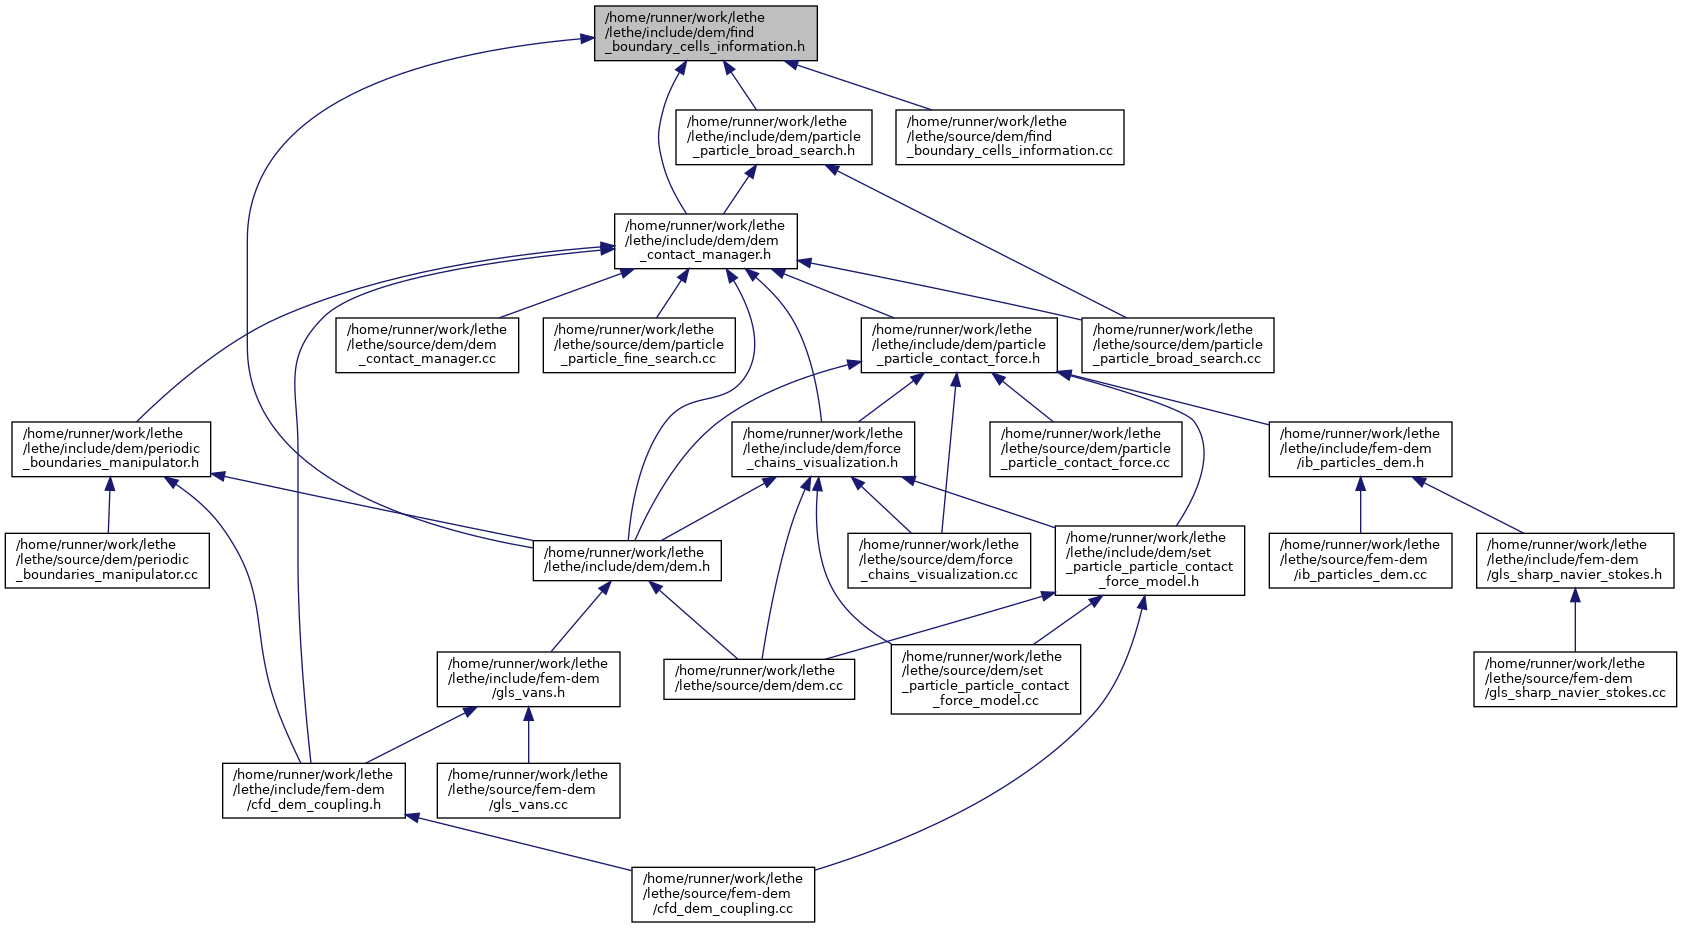 /home/runner/work/lethe
/lethe/include/dem/find
_boundary_cells_information.h
/home/runner/work/lethe
/lethe/include/dem/particle
_particle_broad_search.h
/home/runner/work/lethe
/lethe/source/dem/find
_boundary_cells_information.cc
/home/runner/work/lethe
/lethe/include/dem/dem
_contact_manager.h
/home/runner/work/lethe
/lethe/source/dem/dem
_contact_manager.cc
/home/runner/work/lethe
/lethe/source/dem/particle
_particle_fine_search.cc
/home/runner/work/lethe
/lethe/include/dem/particle
_particle_contact_force.h
/home/runner/work/lethe
/lethe/source/dem/particle
_particle_broad_search.cc
/home/runner/work/lethe
/lethe/include/dem/periodic
_boundaries_manipulator.h
/home/runner/work/lethe
/lethe/include/dem/force
_chains_visualization.h
/home/runner/work/lethe
/lethe/source/dem/particle
_particle_contact_force.cc
/home/runner/work/lethe
/lethe/include/fem-dem
/ib_particles_dem.h
/home/runner/work/lethe
/lethe/source/dem/periodic
_boundaries_manipulator.cc
/home/runner/work/lethe
/lethe/include/dem/dem.h
/home/runner/work/lethe
/lethe/source/dem/force
_chains_visualization.cc
/home/runner/work/lethe
/lethe/include/dem/set
_particle_particle_contact
_force_model.h
/home/runner/work/lethe
/lethe/source/fem-dem
/ib_particles_dem.cc
/home/runner/work/lethe
/lethe/include/fem-dem
/gls_sharp_navier_stokes.h
/home/runner/work/lethe
/lethe/include/fem-dem
/gls_vans.h
/home/runner/work/lethe
/lethe/source/dem/dem.cc
/home/runner/work/lethe
/lethe/source/dem/set
_particle_particle_contact
_force_model.cc
/home/runner/work/lethe
/lethe/source/fem-dem
/gls_sharp_navier_stokes.cc
/home/runner/work/lethe
/lethe/include/fem-dem
/cfd_dem_coupling.h
/home/runner/work/lethe
/lethe/source/fem-dem
/gls_vans.cc
/home/runner/work/lethe
/lethe/source/fem-dem
/cfd_dem_coupling.cc